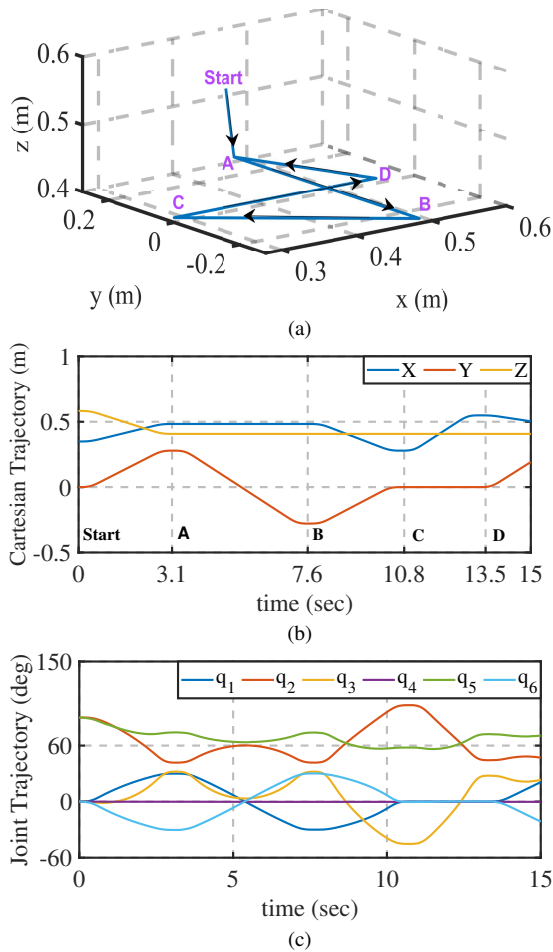 0.6
Start
z (m)
0.5
A
D
0.4
C
B
0.2
0
-0.2
0.3
0.4
0.5
0.6
y (m)
x (m)
(a)
Cartesian Trajectory (m)
1
X Y Z
0.5
0
Start A B C D
-0.5
0 3.1 7.6 10.8 13.5 15
time (sec)
(b)
Joint Trajectory (deg)
150
q1 q2 q3 q4 q5 q6
60
0
-60
0 5 10 15
time (sec)
(c)